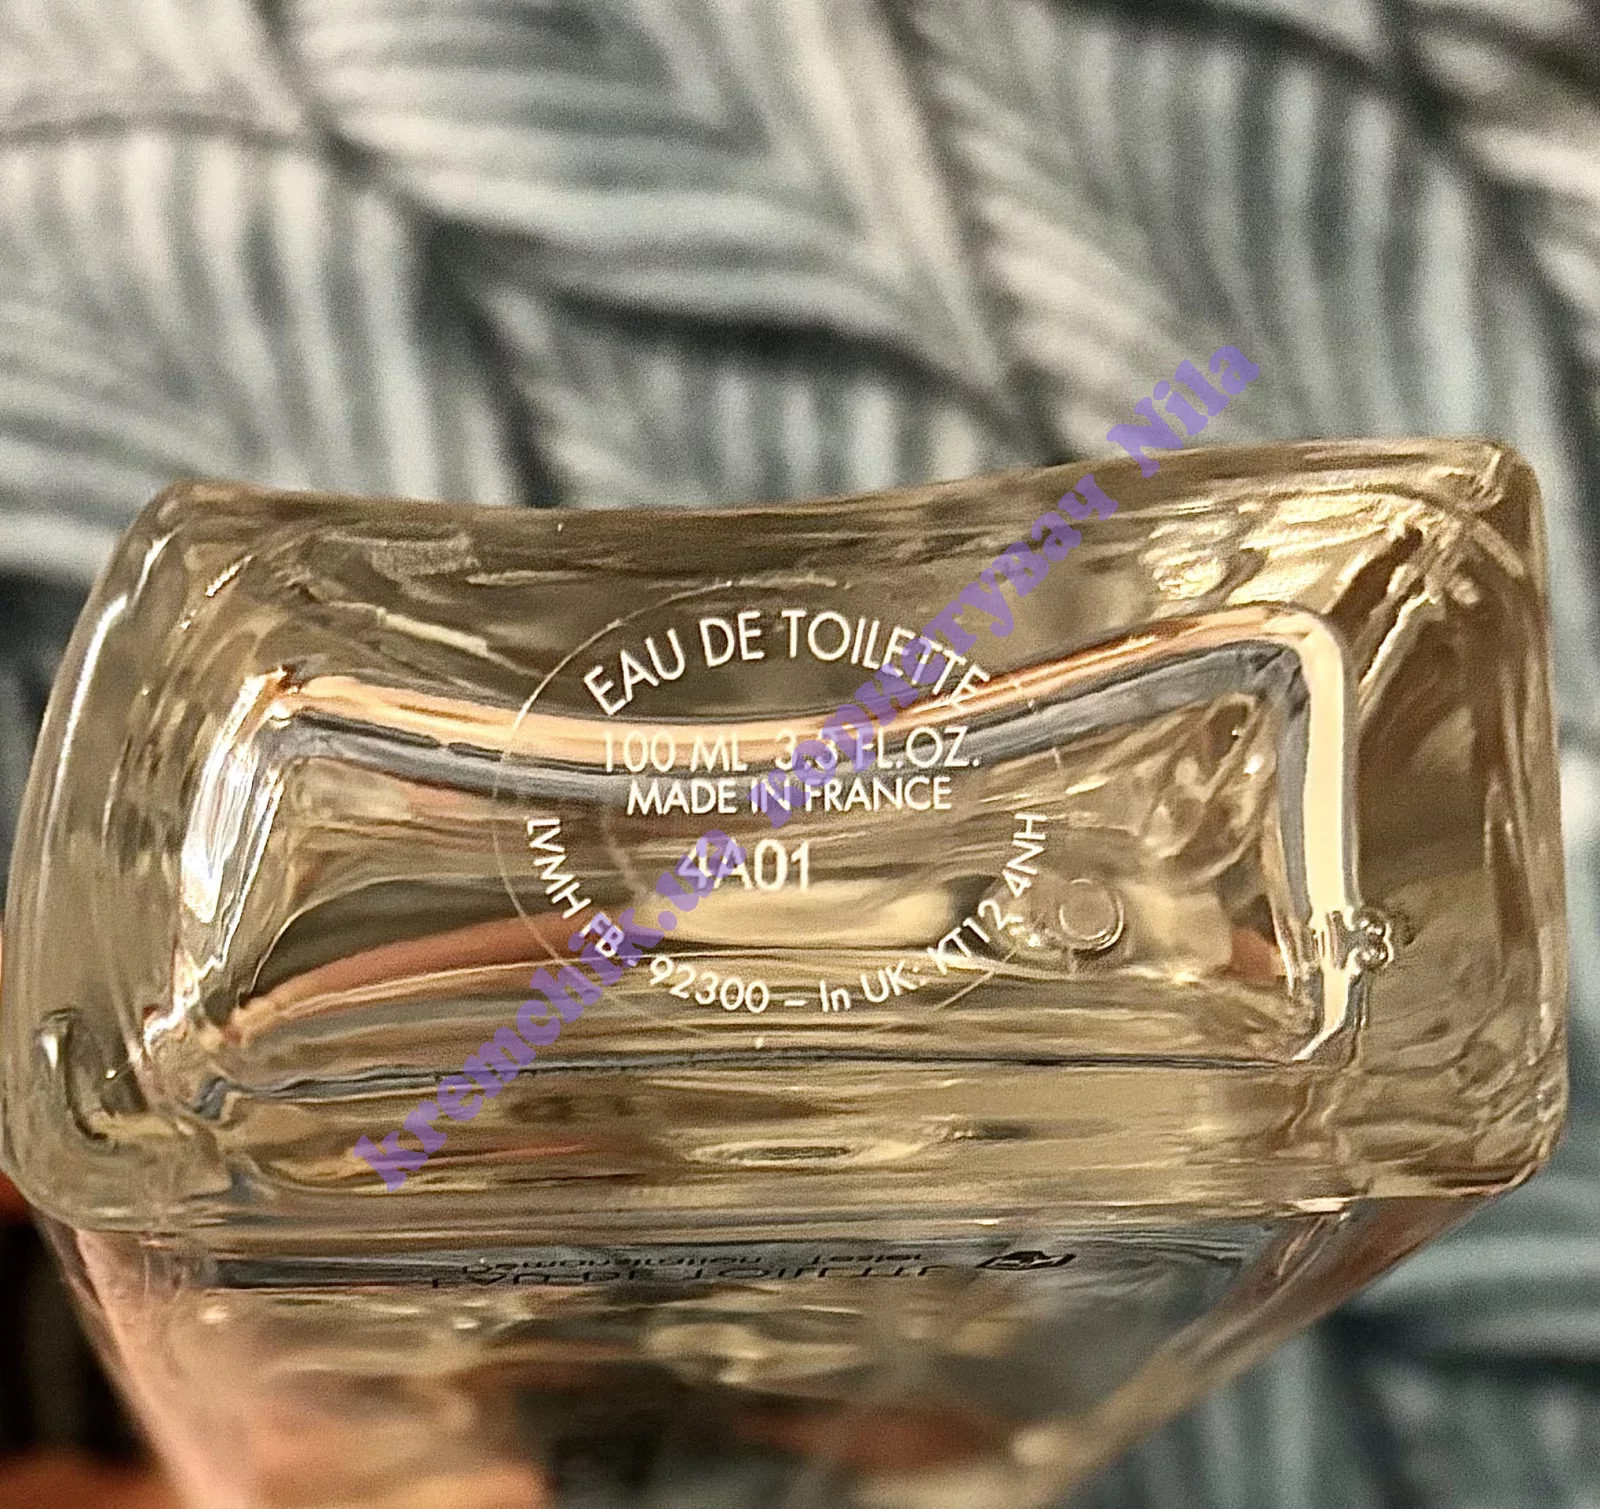 EAU DE TOILETTE
100 ML 3.3 FL.OZ.
MADE IN FRANCE
4A01
LVMH FB. 92300 – In UK: KT12 4NH
kremchik.ua користувач Nila